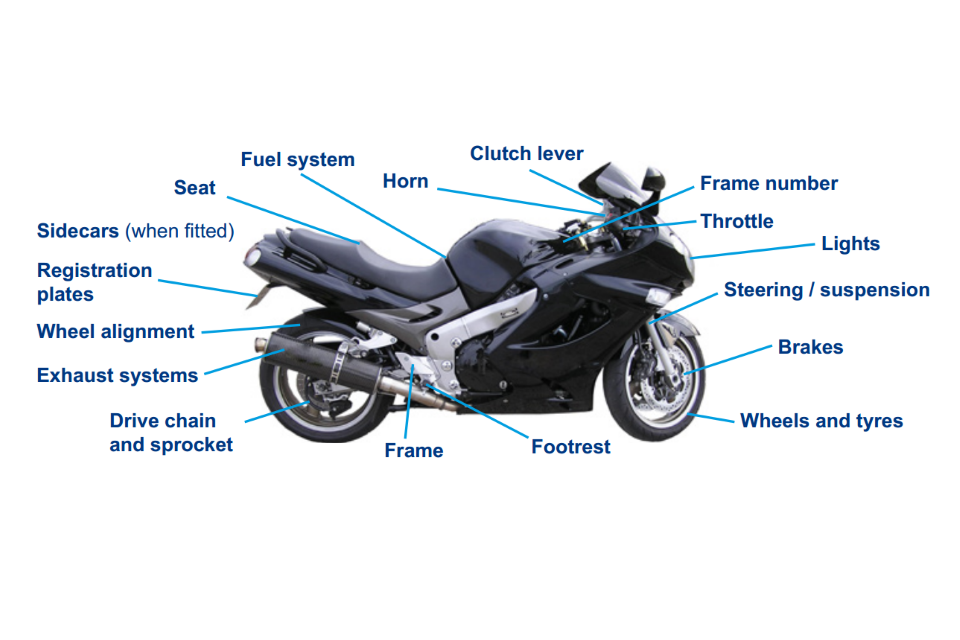 Clutch lever
Fuel system
Horn
Frame number
Seat
Throttle
Sidecars (when fitted)
Lights
Registration
plates
Steering / suspension
Wheel alignment
Brakes
Exhaust systems
Drive chain
and sprocket
Wheels and tyres
Frame
Footrest